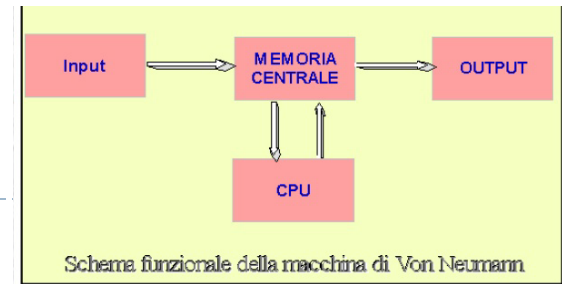 Input
MEMORIA
CENTRALE
OUTPUT
CPU
Schema funzionale della macchina di Von Neumann